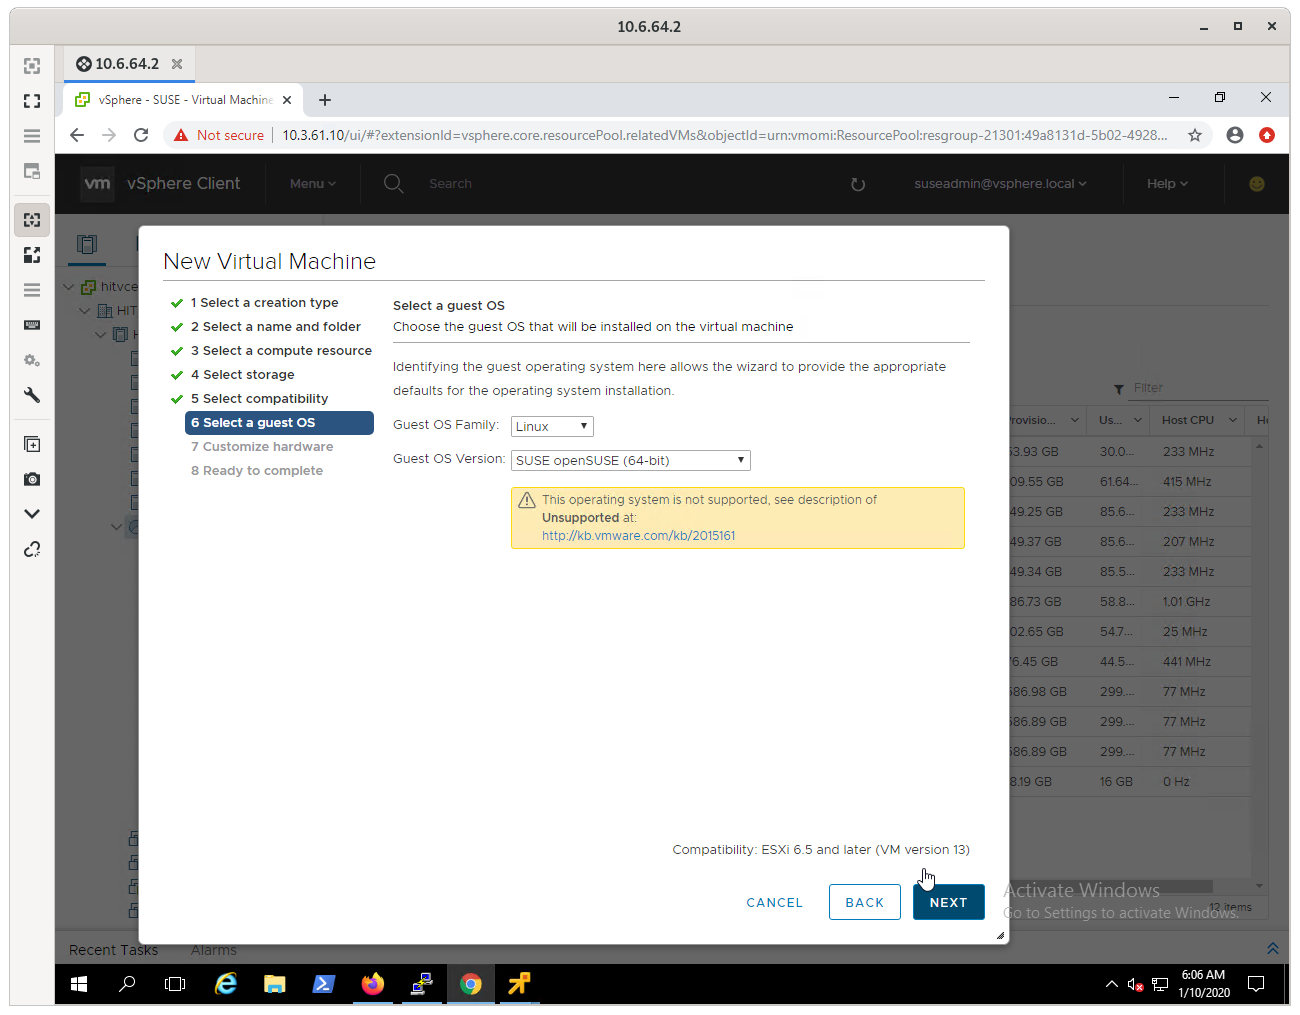 10.6.64.2
10.6.64.2
vSphere - SUSE - Virtual Machine
Not secure
10.3.61.10/ui/#?extensionId=vsphere.core.resourcePool.relatedVMs&objectId=urn:vmomi:ResourcePool:resgroup-21301:49a8131d-5b02-4928...
vm vSphere Client Menu Search suseadmin@vsphere.local Help
hitvce
HIT
New Virtual Machine
1 Select a creation type
2 Select a name and folder
3 Select a compute resource
4 Select storage
5 Select compatibility
6 Select a guest OS
7 Customize hardware
8 Ready to complete
Select a guest OS
Choose the guest OS that will be installed on the virtual machine
Identifying the guest operating system here allows the wizard to provide the appropriate
defaults for the operating system installation.
Guest OS Family: Linux
Guest OS Version: SUSE openSUSE (64-bit)
This operating system is not supported, see description of
Unsupported at:
http://kb.vmware.com/kb/2015161
Compatibility: ESXi 6.5 and later (VM version 13)
CANCEL BACK NEXT
Filter
rovisio... Us... Host CPU
53.93 GB 30.0... 233 MHz
09.55 GB 61.64... 415 MHz
49.25 GB 85.6... 233 MHz
49.37 GB 85.6... 207 MHz
49.34 GB 85.5... 233 MHz
86.73 GB 58.8... 1.01 GHz
02.65 GB 54.7... 25 MHz
76.45 GB 44.5... 441 MHz
586.98 GB 299.... 77 MHz
586.89 GB 299.... 77 MHz
586.89 GB 299.... 77 MHz
8.19 GB 16 GB 0 Hz
12 items
Activate Windows
Go to Settings to activate Windows.
Recent Tasks Alarms
6:06 AM
1/10/2020